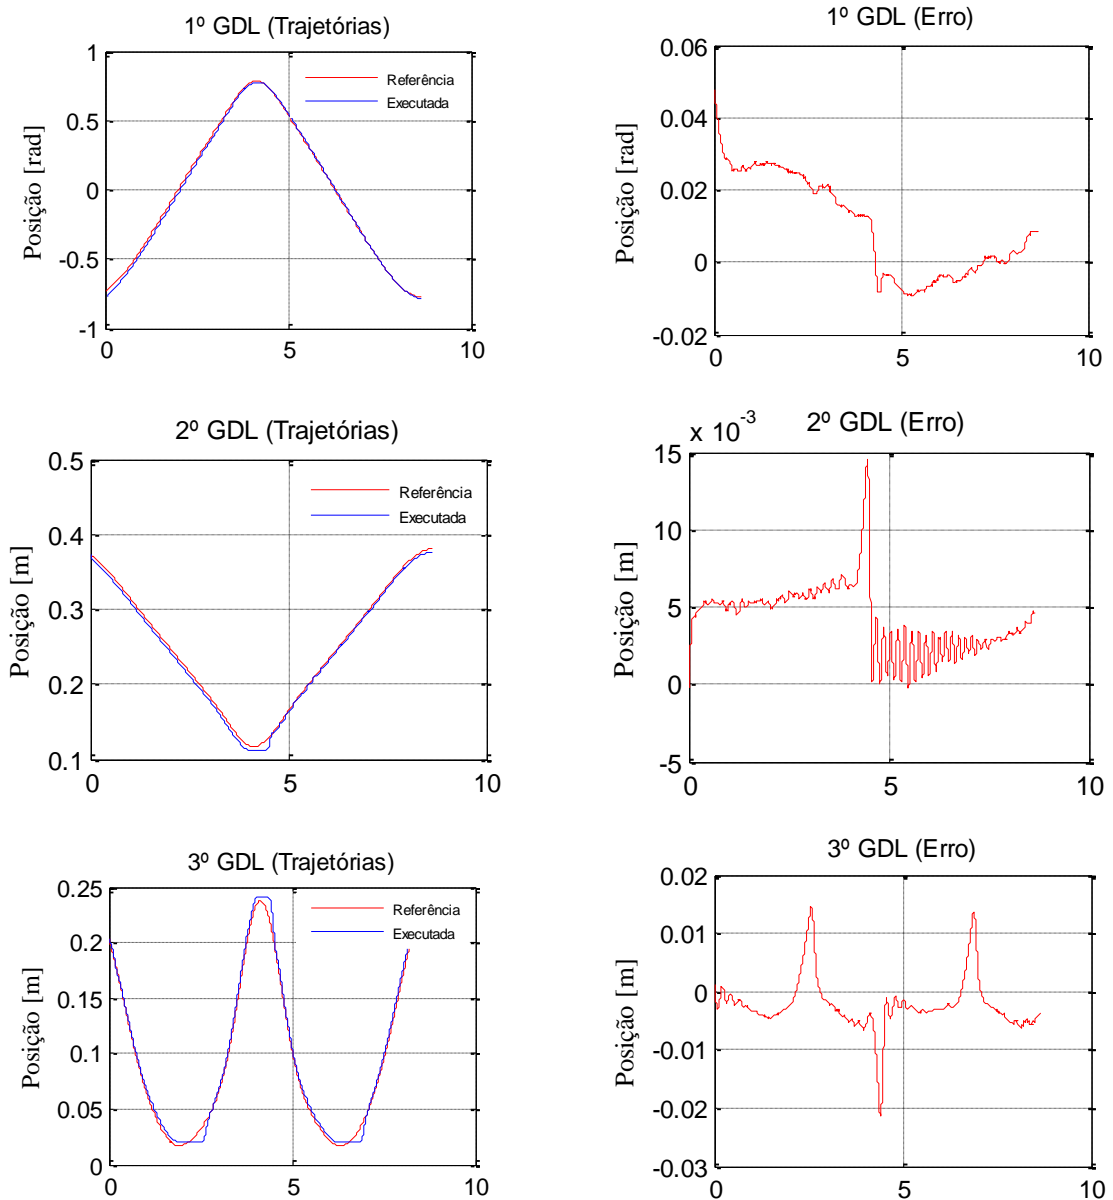 1º GDL (Trajetórias)
Posição [rad]
1
0.5
0
-0.5
-1
0
5
10
Referência
Executada
1º GDL (Erro)
Posição [rad]
0.06
0.04
0.02
0
-0.02
0
5
10
2º GDL (Trajetórias)
Posição [m]
0.5
0.4
0.3
0.2
0.1
0
5
10
Referência
Executada
x 10-3
2º GDL (Erro)
Posição [m]
15
10
5
0
-5
0
5
10
3º GDL (Trajetórias)
Posição [m]
0.25
0.2
0.15
0.1
0.05
0
0
5
10
Referência
Executada
3º GDL (Erro)
Posição [m]
0.02
0.01
0
-0.01
-0.02
-0.03
0
5
10